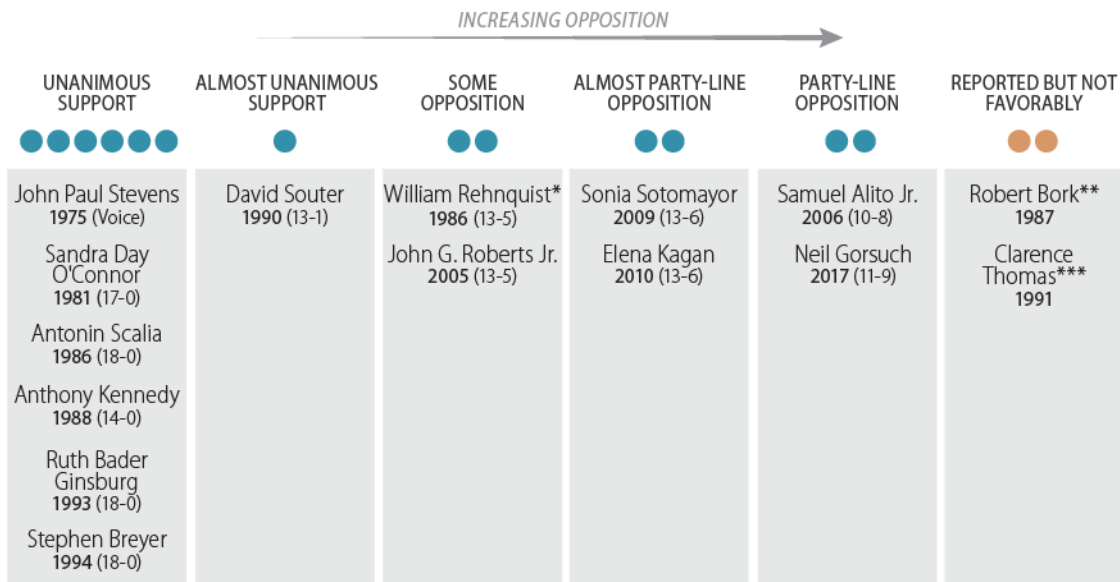 INCREASING OPPOSITION
UNANIMOUS
SUPPORT
ALMOST UNANIMOUS
SUPPORT
SOME
OPPOSITION
ALMOST PARTY-LINE
OPPOSITION
PARTY-LINE
OPPOSITION
REPORTED BUT NOT
FAVORABLY
John Paul Stevens
1975 (Voice)
Sandra Day
O'Connor
1981 (17-0)
Antonin Scalia
1986 (18-0)
Anthony Kennedy
1988 (14-0)
Ruth Bader
Ginsburg
1993 (18-0)
Stephen Breyer
1994 (18-0)
David Souter
1990 (13-1)
William Rehnquist*
1986 (13-5)
John G. Roberts Jr.
2005 (13-5)
Sonia Sotomayor
2009 (13-6)
Elena Kagan
2010 (13-6)
Samuel Alito Jr.
2006 (10-8)
Neil Gorsuch
2017 (11-9)
Robert Bork**
1987
Clarence
Thomas***
1991